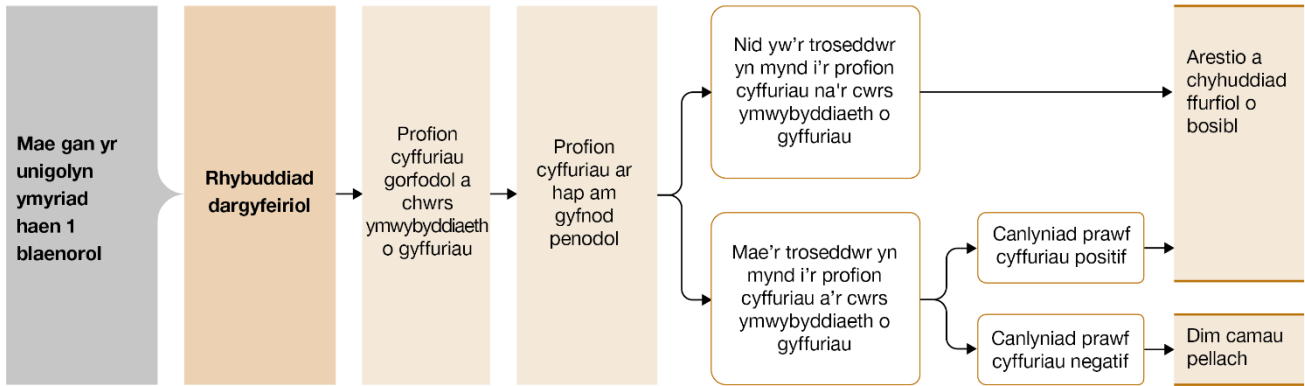 Mae gan yr
unigolyn
ymyriad
haen 1
blaenorol
Rhybuddiad
dargyfeiriol
Profion
cyffuriau
gorfodol a
chwrs
ymwybyddiaeth
o gyffuriau
Profion
cyffuriau ar
hap am
gyfnod
penodol
Nid yw'r troseddwr
yn mynd i'r profion
cyffuriau na'r cwrs
ymwybyddiaeth o
gyffuriau
Mae'r troseddwr yn
mynd i'r profion
cyffuriau a'r cwrs
ymwybyddiaeth o
gyffuriau
Canlyniad prawf
cyffuriau positif
Canlyniad prawf
cyffuriau negatif
Arestio a
chyhuddiad
ffurfiol o
bosibl
Dim camau
pellach